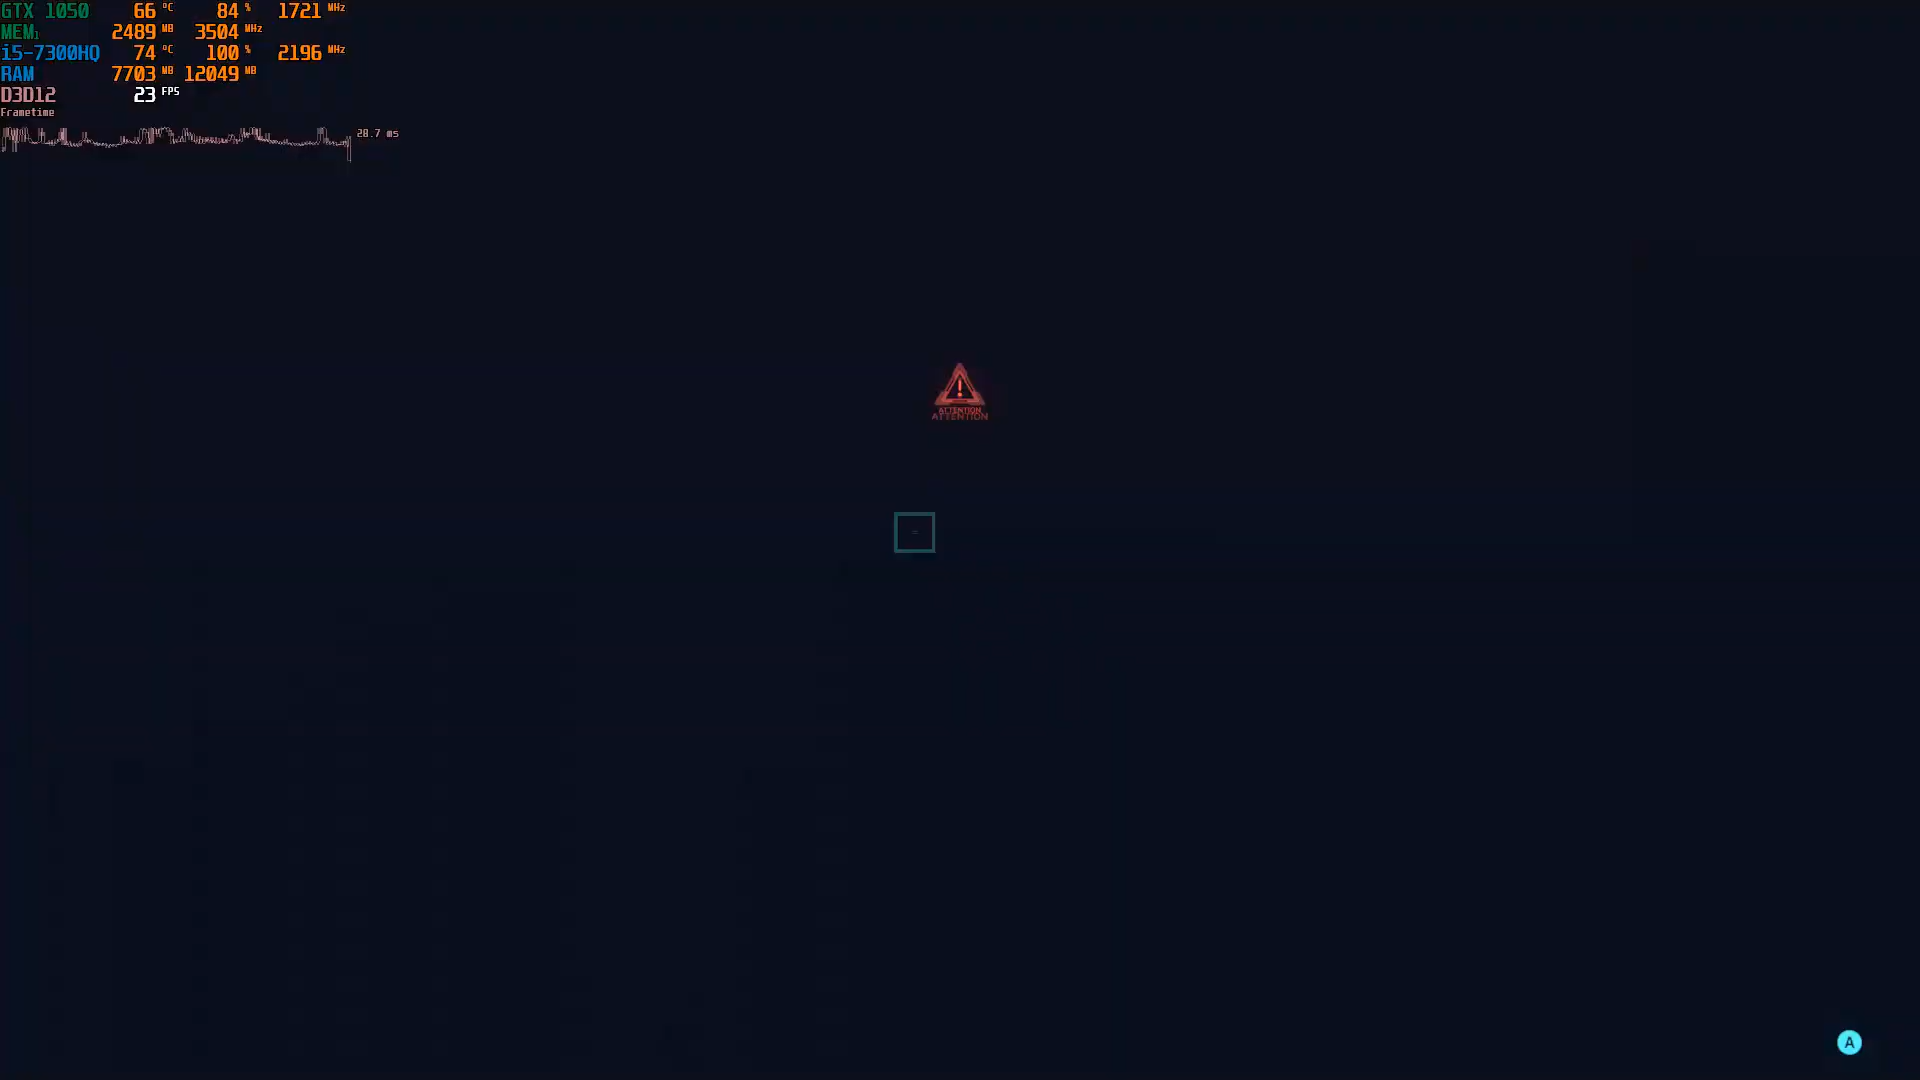 GTX 1050 66 °C 84 % 1721 MHz
MEM1 2489 MB 3504 MHz
i5-7300HQ 74 °C 100 % 2196 MHz
RAM 7703 MB 12049 MB
D3D12 23 FPS
Frametime
28.7 ms
ATTENTION
ATTENTION
A